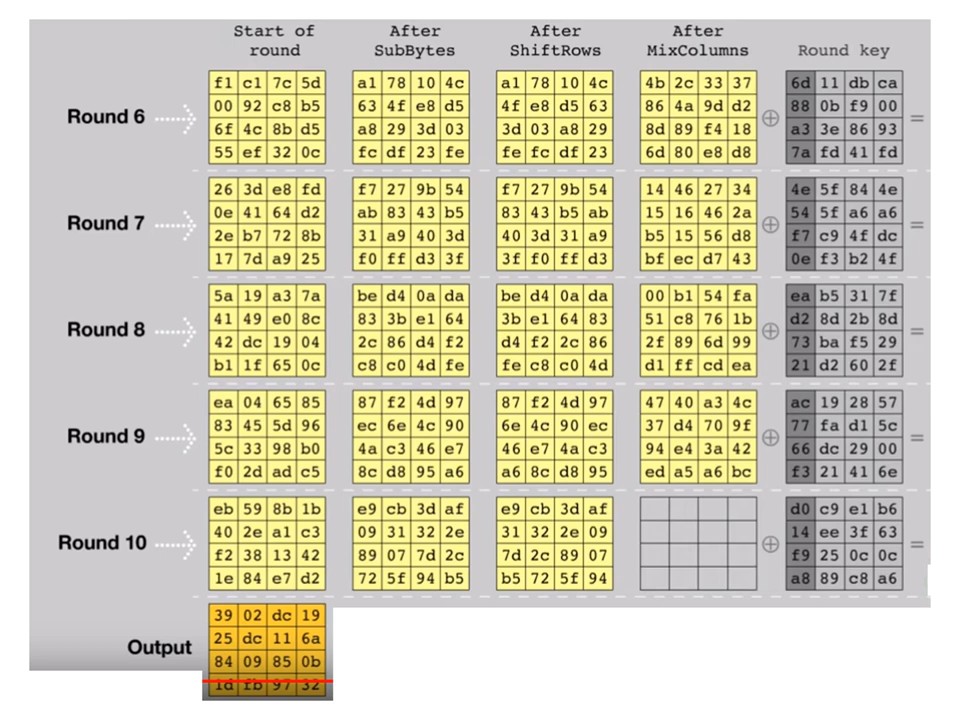 Start of round After SubBytes After ShiftRows After MixColumns Round key
Round 6
f1 c1 7c 5d a1 78 10 4c a1 78 10 4c 4b 2c 33 37 6d 11 db ca
00 92 c8 b5 63 4f e8 d5 4f e8 d5 63 86 4a 9d d2 88 0b f9 00
6f 4c 8b d5 a8 29 3d 03 3d 03 a8 29 8d 89 f4 18 a3 3e 86 93
55 ef 32 0c fc df 23 fe fe fc df 23 6d 80 e8 d8 7a fd 41 fd
⊕ =
Round 7
26 3d e8 fd f7 27 9b 54 f7 27 9b 54 14 46 27 34 4e 5f 84 4e
0e 41 64 d2 ab 83 43 b5 83 43 b5 ab 15 16 46 2a 54 5f a6 a6
2e b7 72 8b 31 a9 40 3d 40 3d 31 a9 b5 15 56 d8 f7 c9 4f dc
17 7d a9 25 f0 ff d3 3f 3f f0 ff d3 bf ec d7 43 0e f3 b2 4f
⊕ =
Round 8
5a 19 a3 7a be d4 0a da be d4 0a da 00 b1 54 fa ea b5 31 7f
41 49 e0 8c 83 3b e1 64 3b e1 64 83 51 c8 76 1b d2 8d 2b 8d
42 dc 19 04 2c 86 d4 f2 d4 f2 2c 86 2f 89 6d 99 73 ba f5 29
b1 1f 65 0c c8 c0 4d fe fe c8 c0 4d d1 ff cd ea 21 d2 60 2f
⊕ =
Round 9
ea 04 65 85 87 f2 4d 97 87 f2 4d 97 47 40 a3 4c ac 19 28 57
83 45 5d 96 ec 6e 4c 90 6e 4c 90 ec 37 d4 70 9f 77 fa d1 5c
5c 33 98 b0 4a c3 46 e7 46 e7 4a c3 94 e4 3a 42 66 dc 29 00
f0 2d ad c5 8c d8 95 a6 a6 8c d8 95 ed a5 a6 bc f3 21 41 6e
⊕ =
Round 10
eb 59 8b 1b e9 cb 3d af e9 cb 3d af d0 c9 e1 b6
40 2e a1 c3 09 31 32 2e 31 32 2e 09 14 ee 3f 63
f2 38 13 42 89 07 7d 2c 7d 2c 89 07 f9 25 0c 0c
1e 84 e7 d2 72 5f 94 b5 b5 72 5f 94 a8 89 c8 a6
⊕ =
Output
39 02 dc 19
25 dc 11 6a
84 09 85 0b
1d fb 97 32